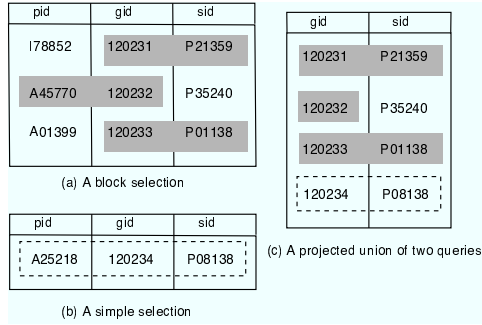 pid gid sid
I78852 120231 P21359
A45770 120232 P35240
A01399 120233 P01138
(a) A block selection
pid gid sid
A25218 120234 P08138
(b) A simple selection
gid sid
120231 P21359
120232 P35240
120233 P01138
120234 P08138
(c) A projected union of two queries